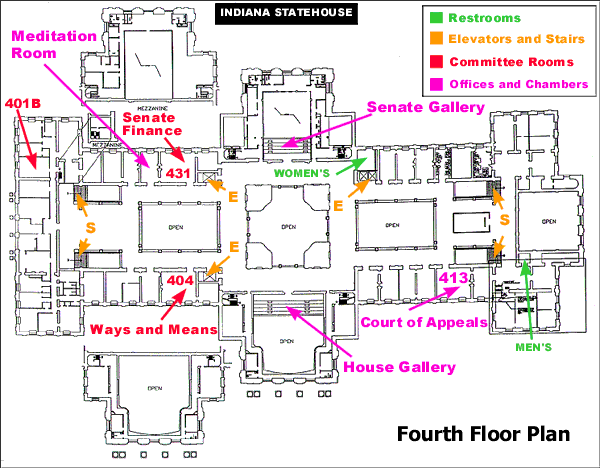 INDIANA STATEHOUSE
Restrooms
Elevators and Stairs
Committee Rooms
Offices and Chambers
Meditation
Room
OPEN
OPEN
401B
MEZZANINE
MEZZANINE
Senate
Finance
Senate Gallery
431
WOMEN'S
E
E
S
S
OPEN
OPEN
OPEN
OPEN
E
404
413
Ways and Means
Court of Appeals
OPEN
MEN'S
House Gallery
OPEN
Fourth Floor Plan